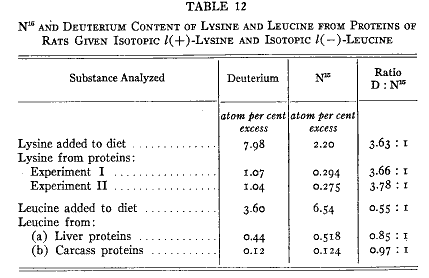 TABLE 12
N¹⁵ AND DEUTERIUM CONTENT OF LYSINE AND LEUCINE FROM PROTEINS OF
RATS GIVEN ISOTOPIC l(+)-LYSINE AND ISOTOPIC l(−)-LEUCINE
Substance Analyzed Deuterium N¹⁵ Ratio D : N¹⁵
atom per cent excess atom per cent excess
Lysine added to diet ............ 7.98 2.20 3.63 : 1
Lysine from proteins:
Experiment I ............ 1.07 0.294 3.66 : 1
Experiment II ............ 1.04 0.275 3.78 : 1
Leucine added to diet ............ 3.60 6.54 0.55 : 1
Leucine from:
(a) Liver proteins ............ 0.44 0.518 0.85 : 1
(b) Carcass proteins ............ 0.12 0.124 0.97 : 1